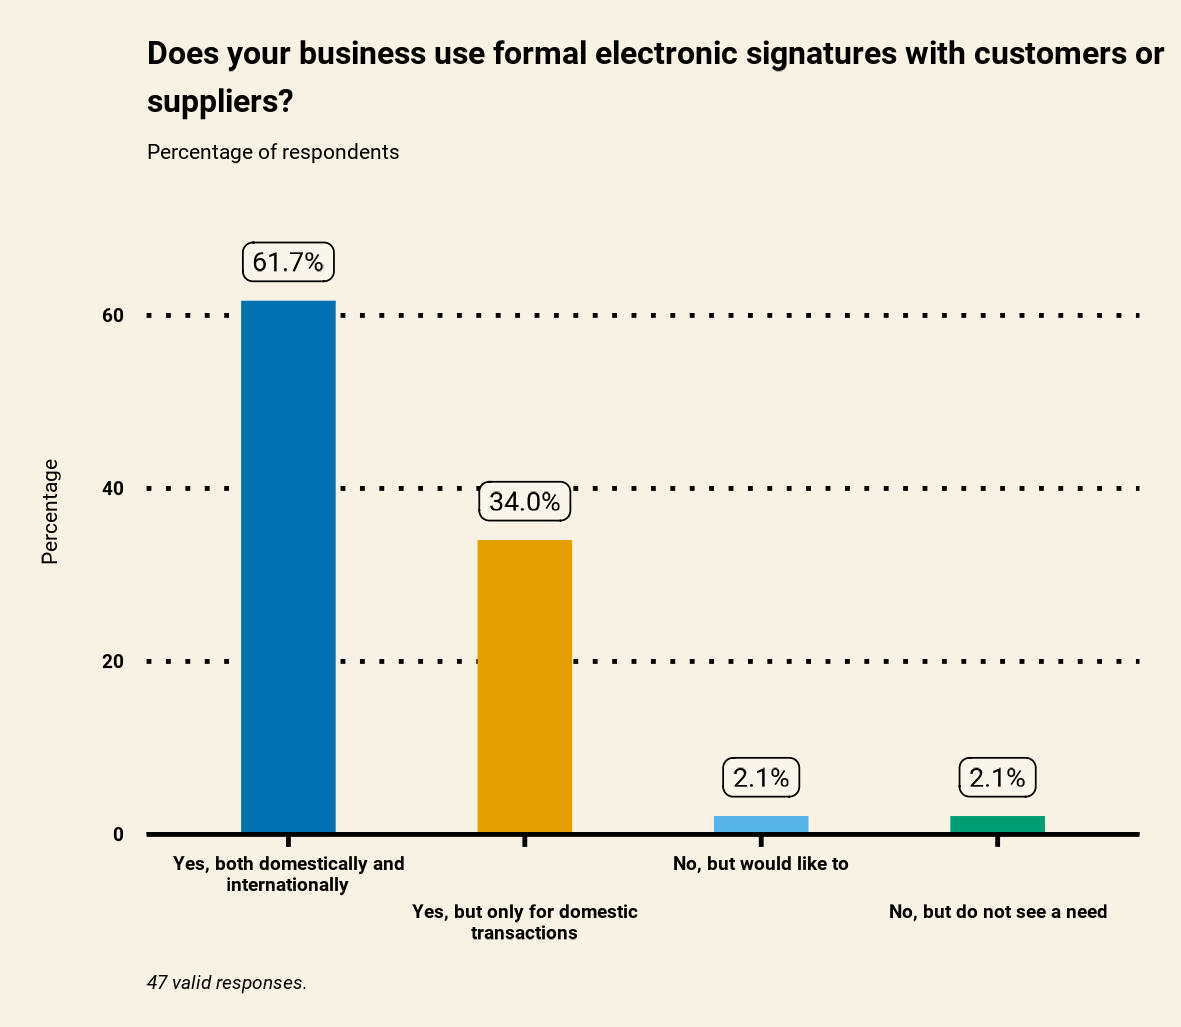 Does your business use formal electronic signatures with customers or
suppliers?
Percentage of respondents
61.7%
60
40
34.0%
Percentage
20
2.1%
2.1%
0
Yes, both domestically and
internationally
No, but would like to
Yes, but only for domestic
transactions
No, but do not see a need
47 valid responses.